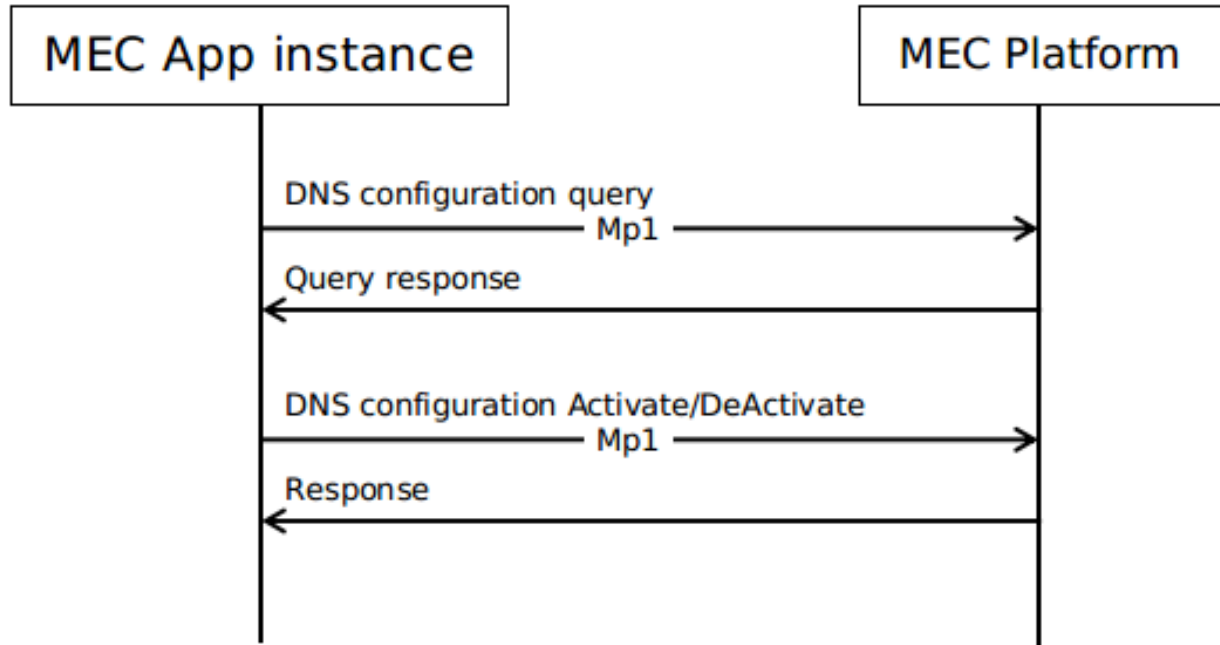 MEC App instance
MEC Platform
DNS configuration query
Mp1
Query response
DNS configuration Activate/DeActivate
Mp1
Response